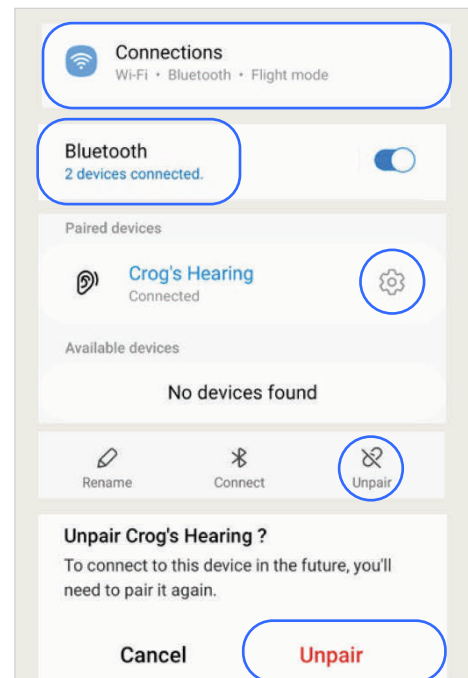 Connections
Wi-Fi • Bluetooth • Flight mode
Bluetooth
2 devices connected.
Paired devices
Crog's Hearing
Connected
Available devices
No devices found
Rename Connect Unpair
Unpair Crog's Hearing ?
To connect to this device in the future, you'll
need to pair it again.
Cancel Unpair